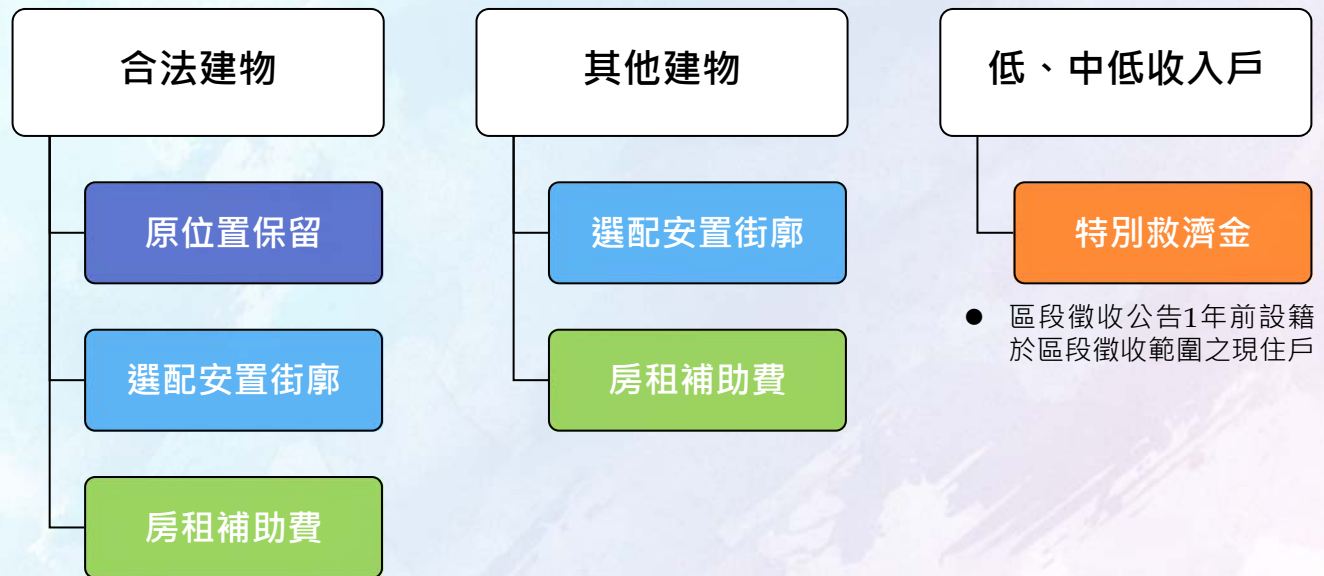 合法建物
原位置保留
選配安置街廓
房租補助費
其他建物
選配安置街廓
房租補助費
低、中低收入戶
特別救濟金
● 區段徵收公告1年前設籍
於區段徵收範圍之現住戶